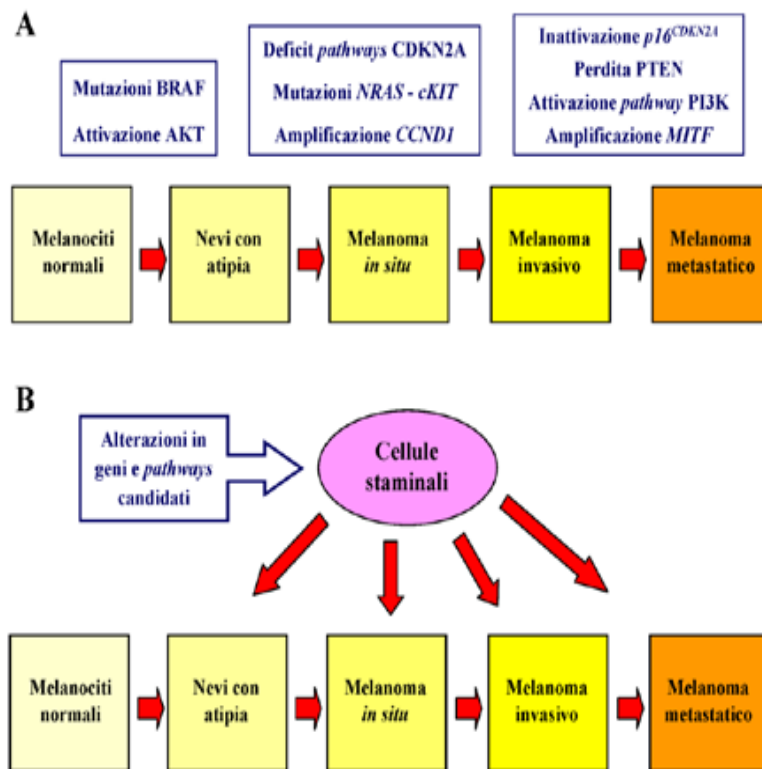 A
Mutazioni BRAF
Attivazione AKT
Deficit pathways CDKN2A
Mutazioni NRAS - cKIT
Amplificazione CCND1
Inattivazione p16CDKN2A
Perdita PTEN
Attivazione pathway PI3K
Amplificazione MITF
Melanociti
normali
Nevi con
atipia
Melanoma
in situ
Melanoma
invasivo
Melanoma
metastatico
B
Alterazioni in
geni e pathways
candidati
Cellule
staminali
Melanociti
normali
Nevi con
atipia
Melanoma
in situ
Melanoma
invasivo
Melanoma
metastatico